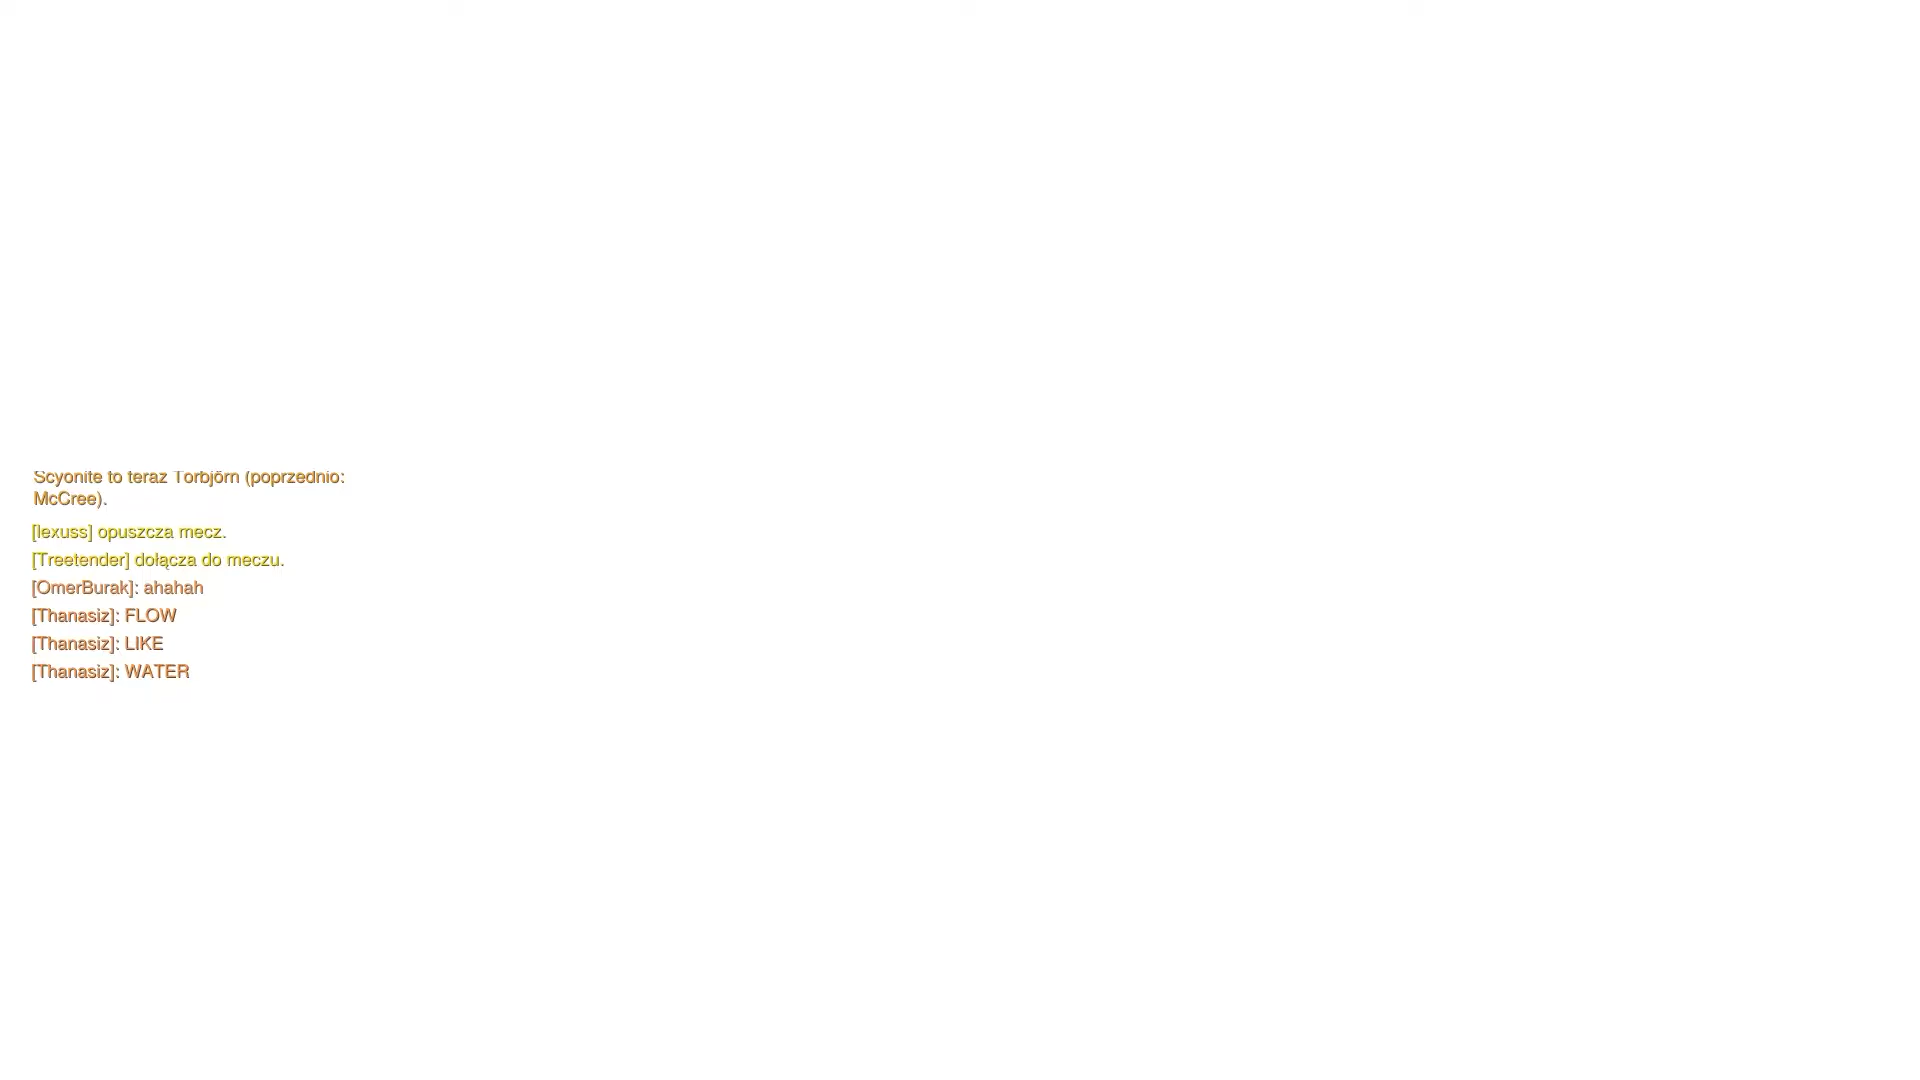 Scyonite to teraz Torbjörn (poprzednio:
McCree).
[lexuss] opuszcza mecz.
[Treetender] dołącza do meczu.
[OmerBurak]: ahahah
[Thanasiz]: FLOW
[Thanasiz]: LIKE
[Thanasiz]: WATER